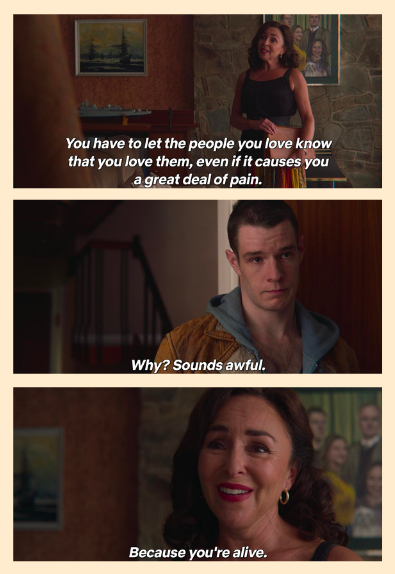 You have to let the people you love know
that you love them, even if it causes you
a great deal of pain.
Why? Sounds awful.
Because you're alive.